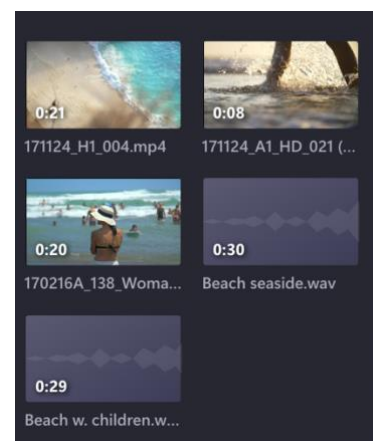 0:21
0:08
171124_H1_004.mp4
171124_A1_HD_021 (...
0:20
0:30
170216A_138_Woma...
Beach seaside.wav
0:29
Beach w. children.w...